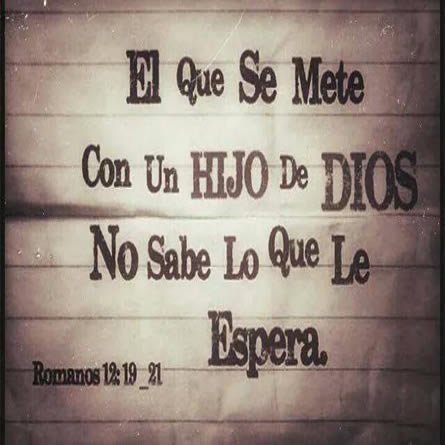 El Que Se Mete
Con Un HIJO De DIOS
No Sabe Lo Que Le
Espera.
Romanos 12: 19_21